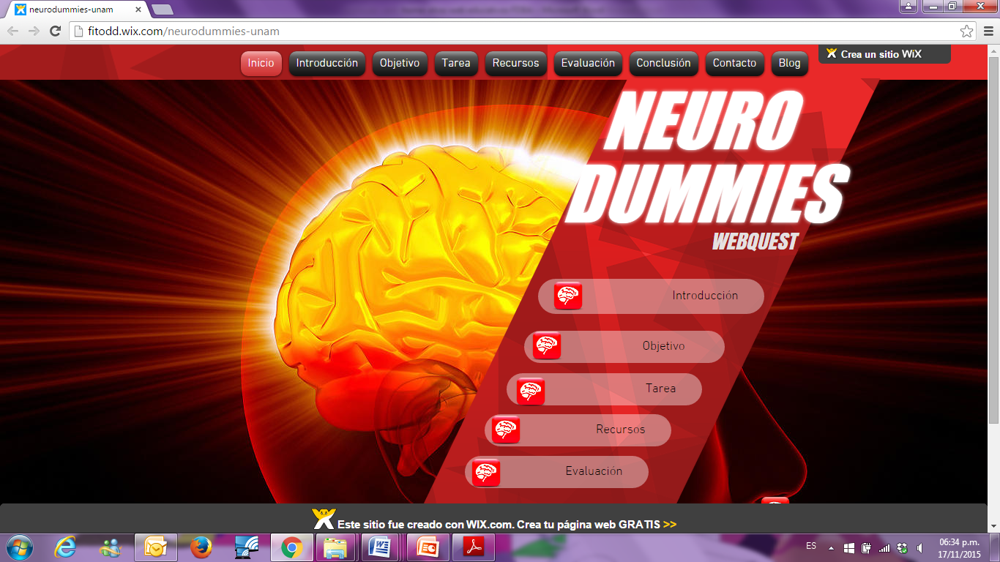 neurodummies-unam
fitodd.wix.com/neurodummies-unam
Inicio
Introducción
Objetivo
Tarea
Recursos
Evaluación
Conclusión
Contacto
Blog
Crea un sitio WiX
NEURO
DUMMIES
WEBQUEST
Introducción
Objetivo
Tarea
Recursos
Evaluación
Este sitio fue creado con WIX.com. Crea tu página web GRATIS >>
ES
06:34 p.m.
17/11/2015